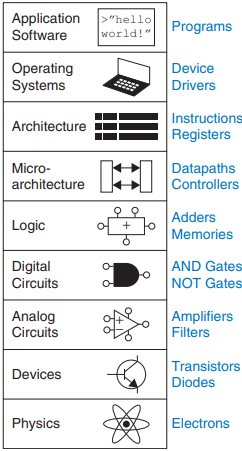 Application
Software
>"hello
world!"
Programs
Operating
Systems
Device
Drivers
Architecture
Instructions
Registers
Micro-
architecture
Datapaths
Controllers
Logic
+
Adders
Memories
Digital
Circuits
AND Gates
NOT Gates
Analog
Circuits
+
−
Amplifiers
Filters
Devices
Transistors
Diodes
Physics
Electrons